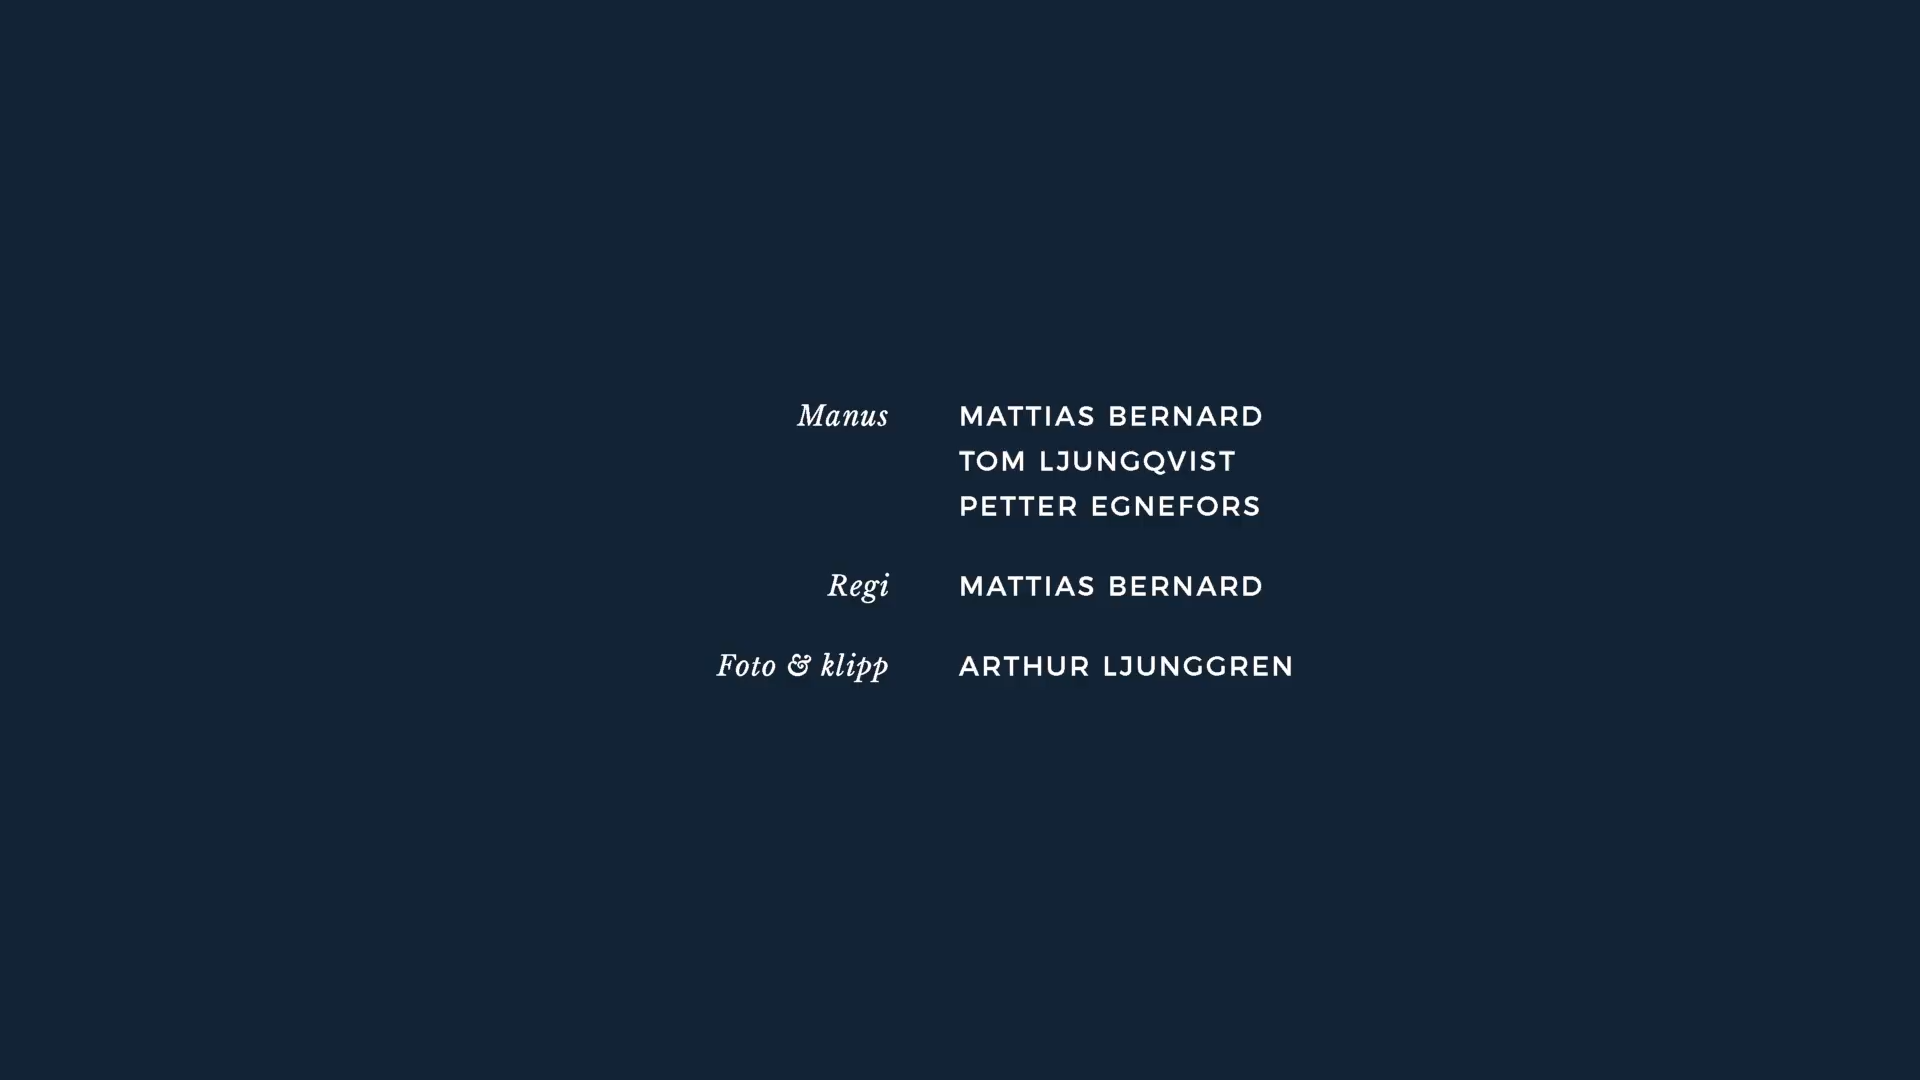 Manus MATTIAS BERNARD
TOM LJUNGQVIST
PETTER EGNEFORS
Regi MATTIAS BERNARD
Foto & klipp ARTHUR LJUNGGREN